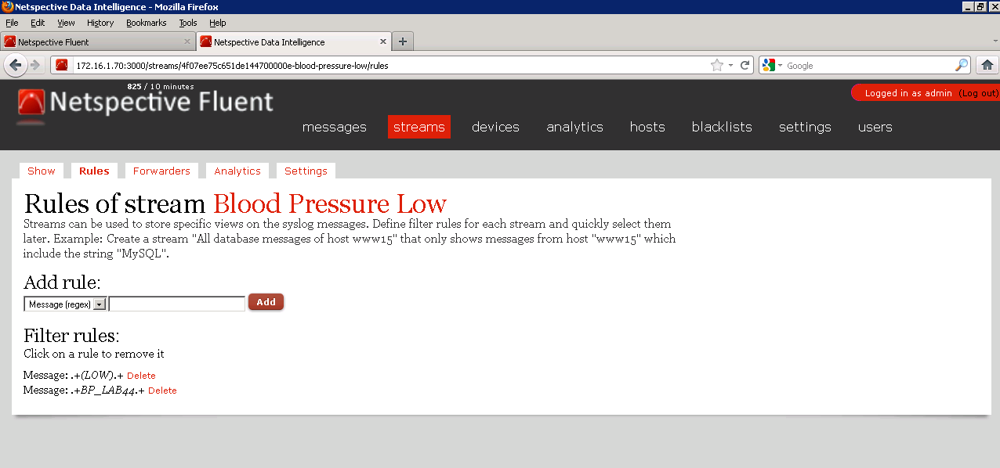 Netspective Data Intelligence - Mozilla Firefox
File Edit View History Bookmarks Tools Help
Netspective Fluent × Netspective Data Intelligence ×
172.16.1.70:3000/streams/4f07ee75c651de144700000e-blood-pressure-low/rules Google
825 / 10 minutes
Netspective Fluent
Logged in as admin (Log out)
messages streams devices analytics hosts blacklists settings users
Show Rules Forwarders Analytics Settings
Rules of stream Blood Pressure Low
Streams can be used to store specific views on the syslog messages. Define filter rules for each stream and quickly select them
later. Example: Create a stream "All database messages of host www15" that only shows messages from host "www15" which
include the string "MySQL".
Add rule:
Message (regex) Add
Filter rules:
Click on a rule to remove it
Message: .+(LOW).+ Delete
Message: .+BP_LAB44.+ Delete